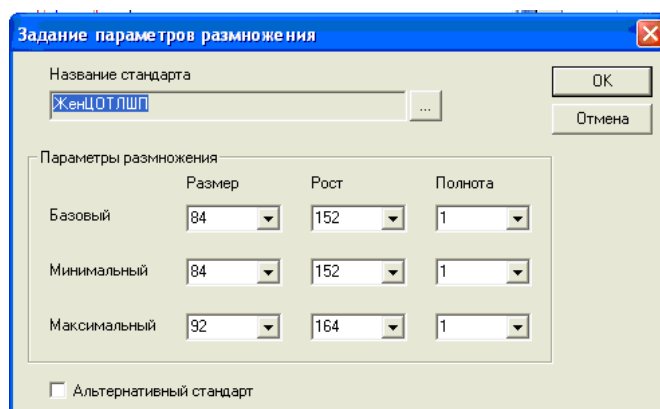 Задание параметров размножения
Название стандарта
ЖенЦОТЛШП
...
OK
Отмена
Параметры размножения
Размер Рост Полнота
Базовый 84 152 1
Минимальный 84 152 1
Максимальный 92 164 1
Альтернативный стандарт